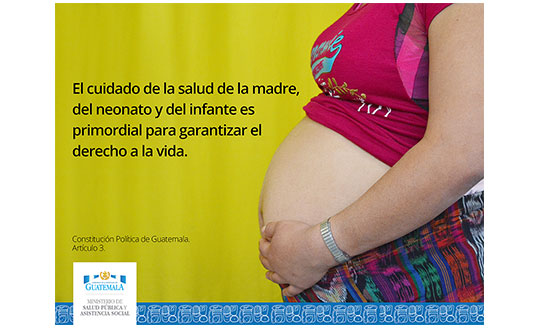 El cuidado de la salud de la madre,
del neonato y del infante es
primordial para garantizar el
derecho a la vida.
Constitución Política de Guatemala.
Artículo 3.
GUATEMALA
MINISTERIO DE
SALUD PÚBLICA Y
ASISTENCIA SOCIAL